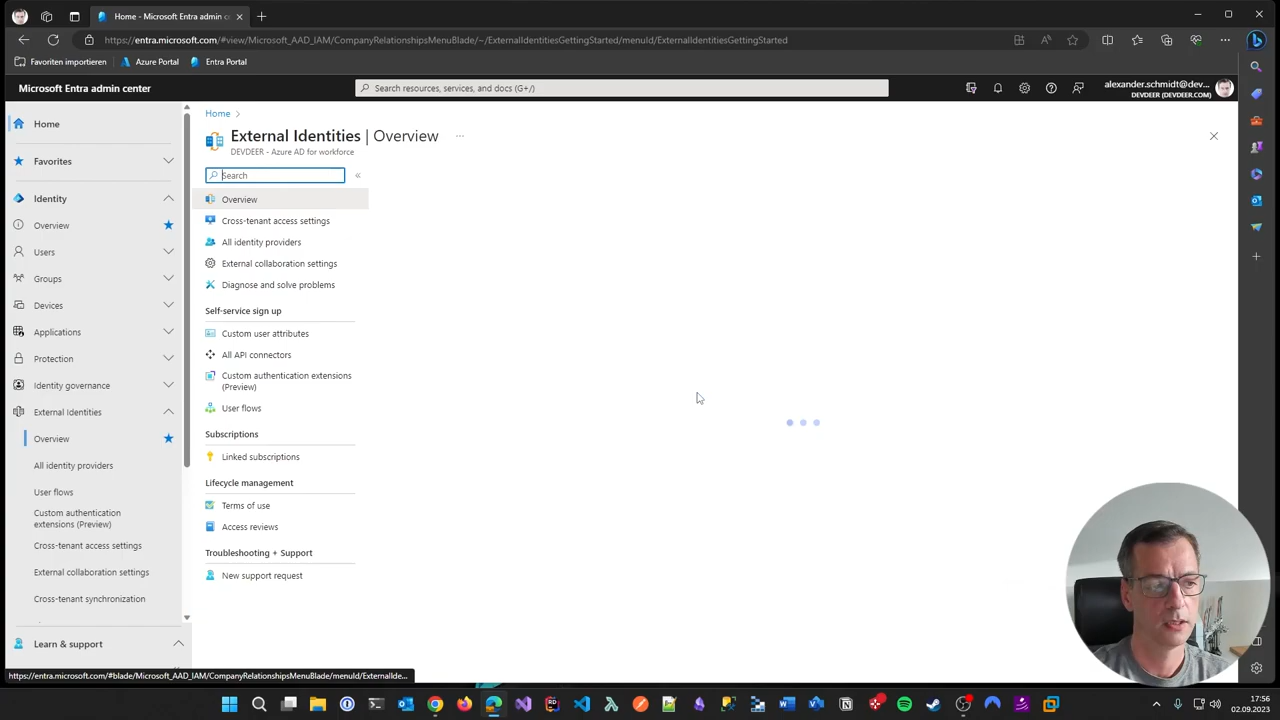 Home - Microsoft Entra admin ce
https://entra.microsoft.com/#view/Microsoft_AAD_IAM/CompanyRelationshipsMenuBlade/~/ExternalIdentitiesGettingStarted/menuId/ExternalIdentitiesGettingStarted
Favoriten importieren
Azure Portal
Entra Portal
Microsoft Entra admin center
Search resources, services, and docs (G+/)
alexander.schmidt@dev...
DEVDEER (DEVDEER.COM)
Home
Favorites
Identity
Overview
Users
Groups
Devices
Applications
Protection
Identity governance
External Identities
Overview
All identity providers
User flows
Custom authentication
extensions (Preview)
Cross-tenant access settings
External collaboration settings
Cross-tenant synchronization
Learn & support
Home
External Identities | Overview
...
DEVDEER - Azure AD for workforce
Search
Overview
Cross-tenant access settings
All identity providers
External collaboration settings
Diagnose and solve problems
Self-service sign up
Custom user attributes
All API connectors
Custom authentication extensions
(Preview)
User flows
Subscriptions
Linked subscriptions
Lifecycle management
Terms of use
Access reviews
Troubleshooting + Support
New support request
https://entra.microsoft.com/#blade/Microsoft_AAD_IAM/CompanyRelationshipsMenuBlade/menuId/ExternalIde...
17:56
02.09.2023